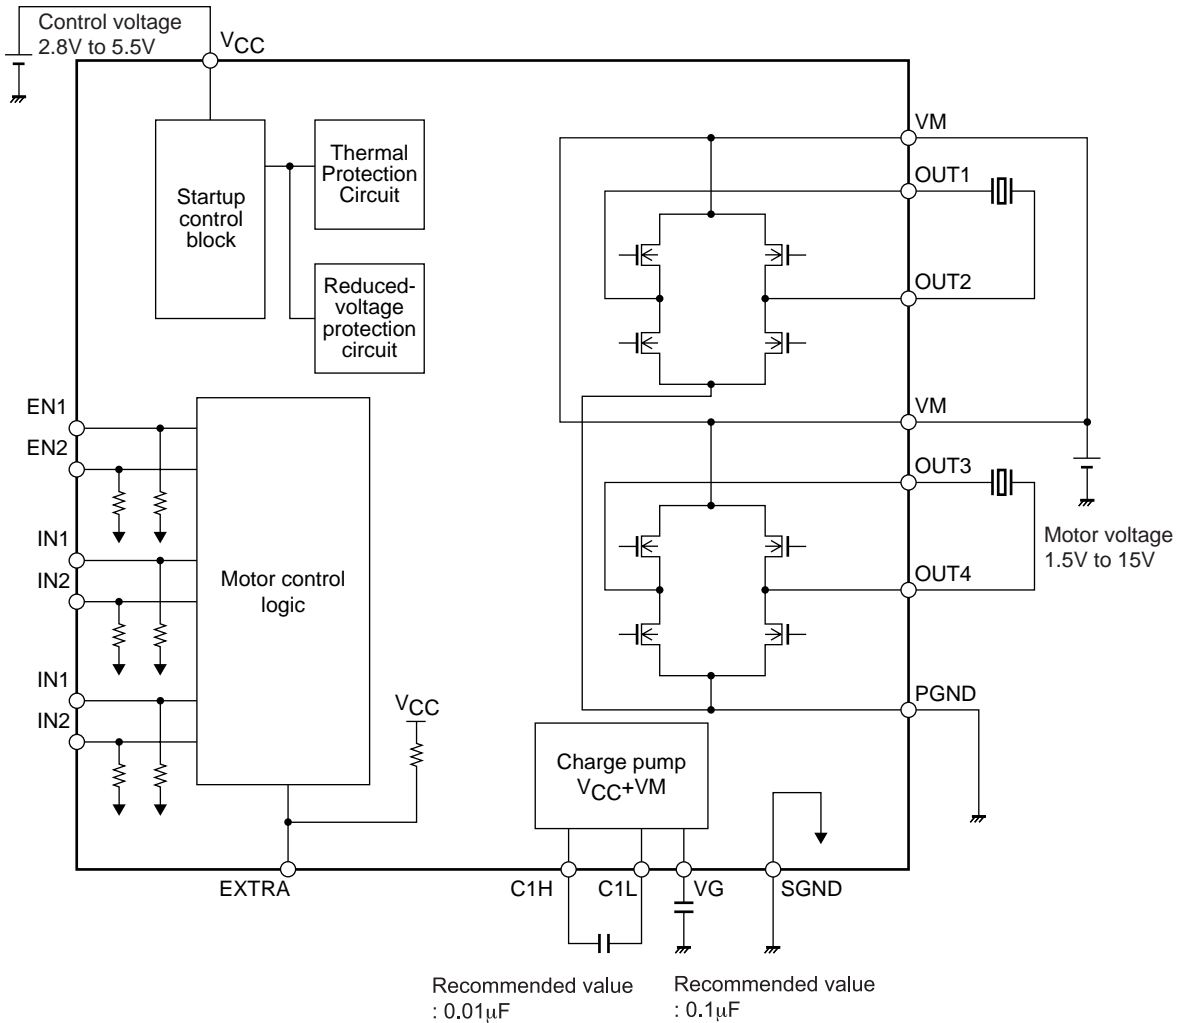 Control voltage
2.8V to 5.5V
VCC
Startup
control
block
Thermal
Protection
Circuit
Reduced-
voltage
protection
circuit
VM
OUT1
OUT2
VM
OUT3
OUT4
Motor voltage
1.5V to 15V
PGND
EN1
EN2
IN1
IN2
IN1
IN2
Motor control
logic
VCC
Charge pump
VCC+VM
EXTRA
C1H
C1L
VG
SGND
Recommended value
: 0.01μF
Recommended value
: 0.1μF